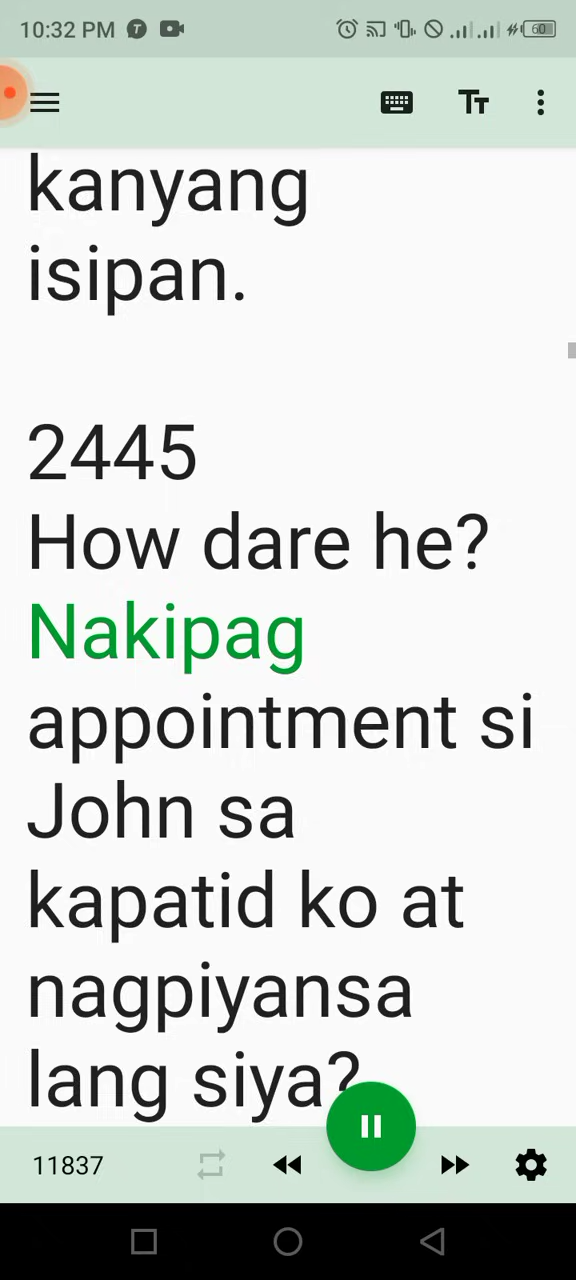 10:32 PM
60
kanyang
isipan.
2445
How dare he?
Nakipag
appointment si
John sa
kapatid ko at
nagpiyansa
lang siya?
11837